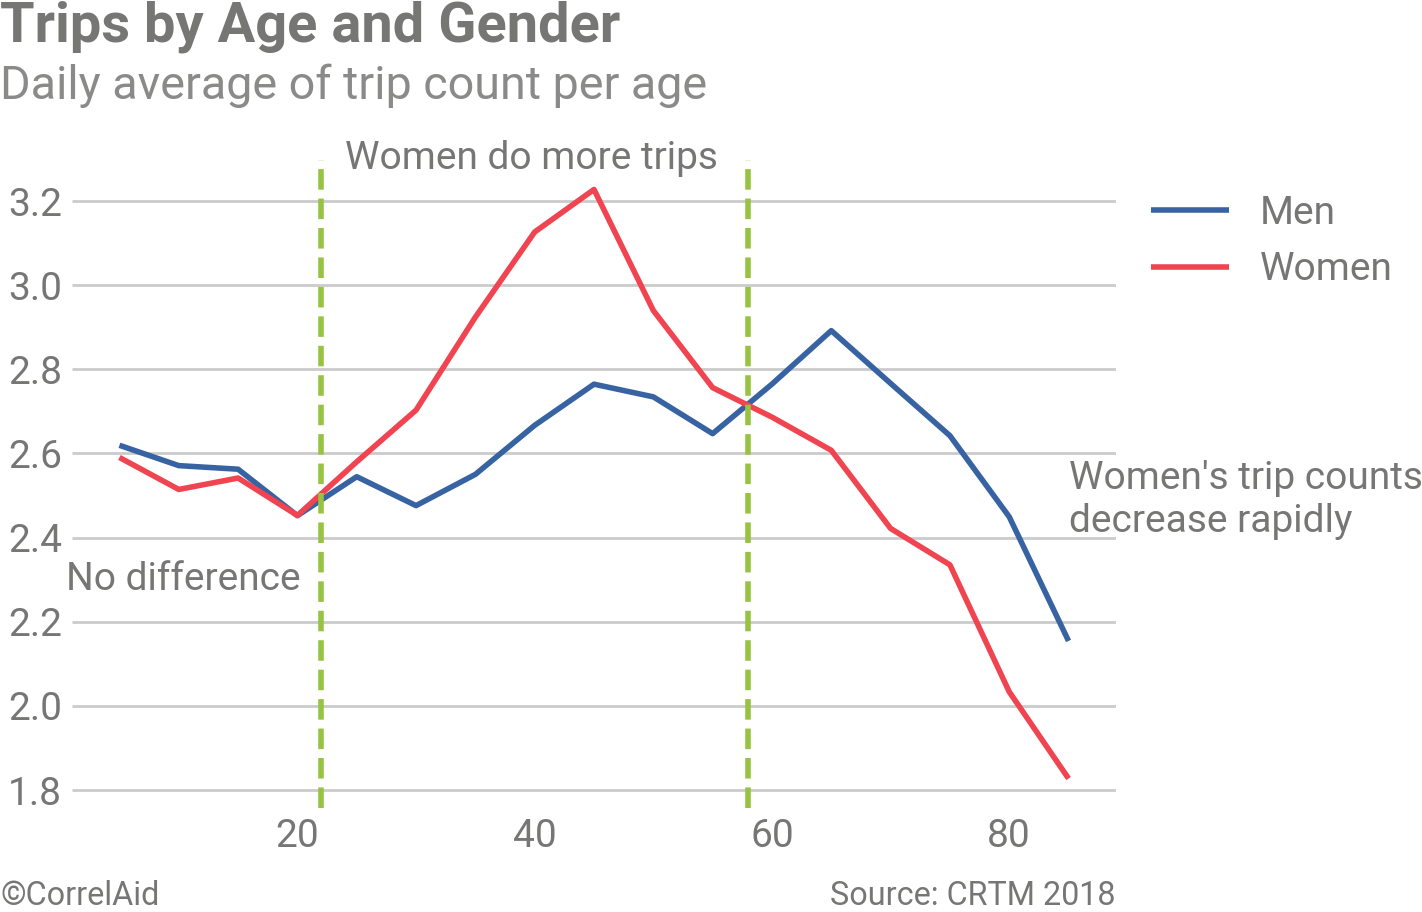 Trips by Age and Gender
Daily average of trip count per age
Women do more trips
3.2
3.0
2.8
2.6
2.4
2.2
2.0
1.8
Men
Women
Women's trip counts
decrease rapidly
No difference
20 40 60 80
©CorrelAid
Source: CRTM 2018